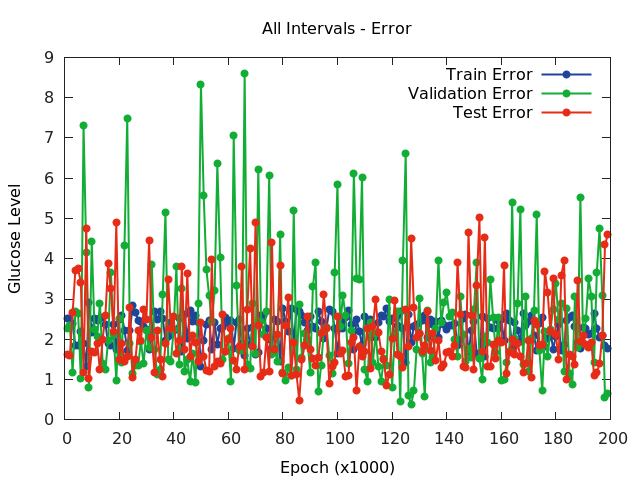 All Intervals - Error
Train Error
Validation Error
Test Error
Glucose Level
9
8
7
6
5
4
3
2
1
0
0 20 40 60 80 100 120 140 160 180 200
Epoch (x1000)